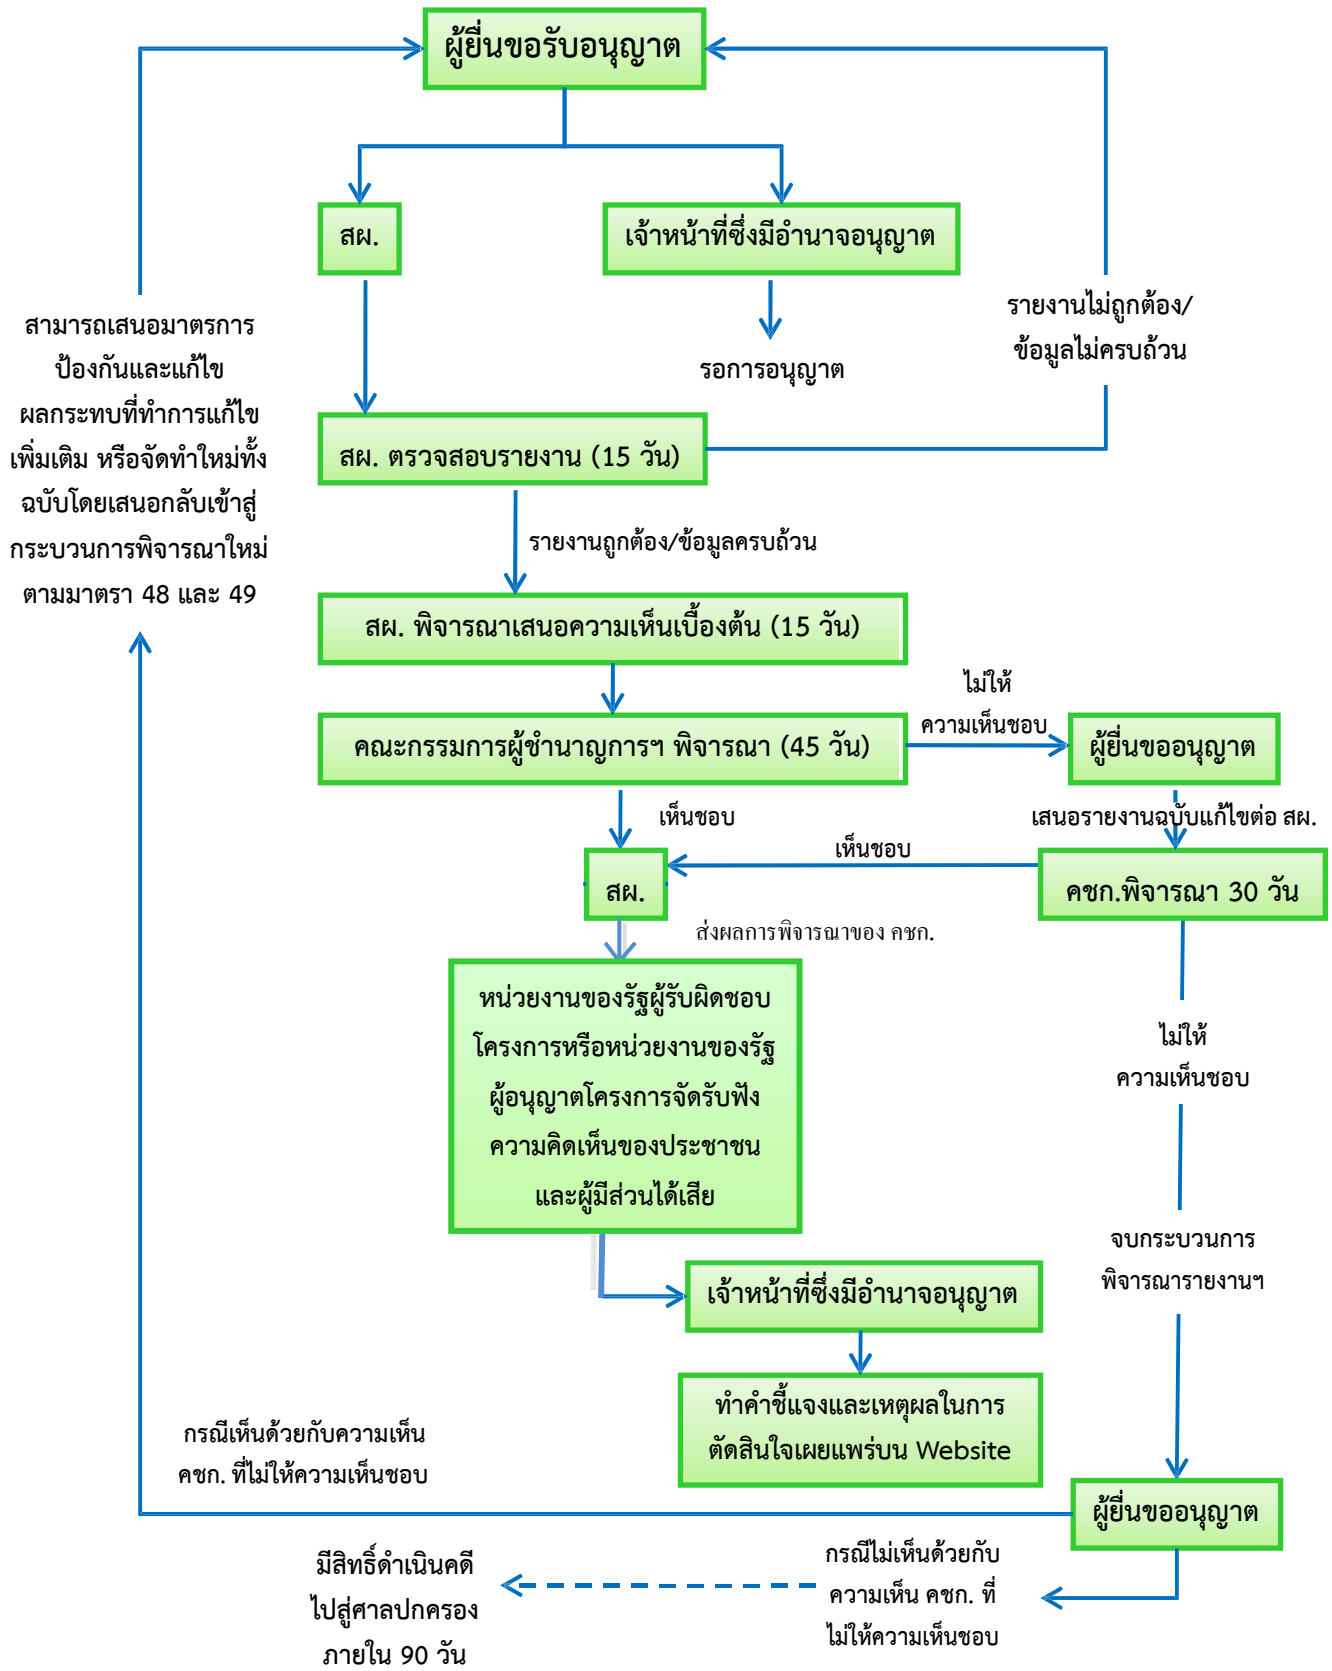 ผู้ยื่นขอรับอนุญาต
สผ.
เจ้าหน้าที่ซึ่งมีอำนาจอนุญาต
รอการอนุญาต
รายงานไม่ถูกต้อง/
ข้อมูลไม่ครบถ้วน
สามารถเสนอมาตรการ
ป้องกันและแก้ไข
ผลกระทบที่ทำการแก้ไข
เพิ่มเติม หรือจัดทำใหม่ทั้ง
ฉบับโดยเสนอกลับเข้าสู่
กระบวนการพิจารณาใหม่
ตามมาตรา 48 และ 49
สผ. ตรวจสอบรายงาน (15 วัน)
รายงานถูกต้อง/ข้อมูลครบถ้วน
สผ. พิจารณาเสนอความเห็นเบื้องต้น (15 วัน)
คณะกรรมการผู้ชำนาญการฯ พิจารณา (45 วัน)
ไม่ให้
ความเห็นชอบ
ผู้ยื่นขออนุญาต
เห็นชอบ
เสนอรายงานฉบับแก้ไขต่อ สผ.
เห็นชอบ
สผ.
คชก.พิจารณา 30 วัน
ส่งผลการพิจารณาของ คชก.
หน่วยงานของรัฐผู้รับผิดชอบ
โครงการหรือหน่วยงานของรัฐ
ผู้อนุญาตโครงการจัดรับฟัง
ความคิดเห็นของประชาชน
และผู้มีส่วนได้เสีย
ไม่ให้
ความเห็นชอบ
จบกระบวนการ
พิจารณารายงานฯ
เจ้าหน้าที่ซึ่งมีอำนาจอนุญาต
ทำคำชี้แจงและเหตุผลในการ
ตัดสินใจเผยแพร่บน Website
กรณีเห็นด้วยกับความเห็น
คชก. ที่ไม่ให้ความเห็นชอบ
ผู้ยื่นขออนุญาต
กรณีไม่เห็นด้วยกับ
ความเห็น คชก. ที่
ไม่ให้ความเห็นชอบ
มีสิทธิ์ดำเนินคดี
ไปสู่ศาลปกครอง
ภายใน 90 วัน